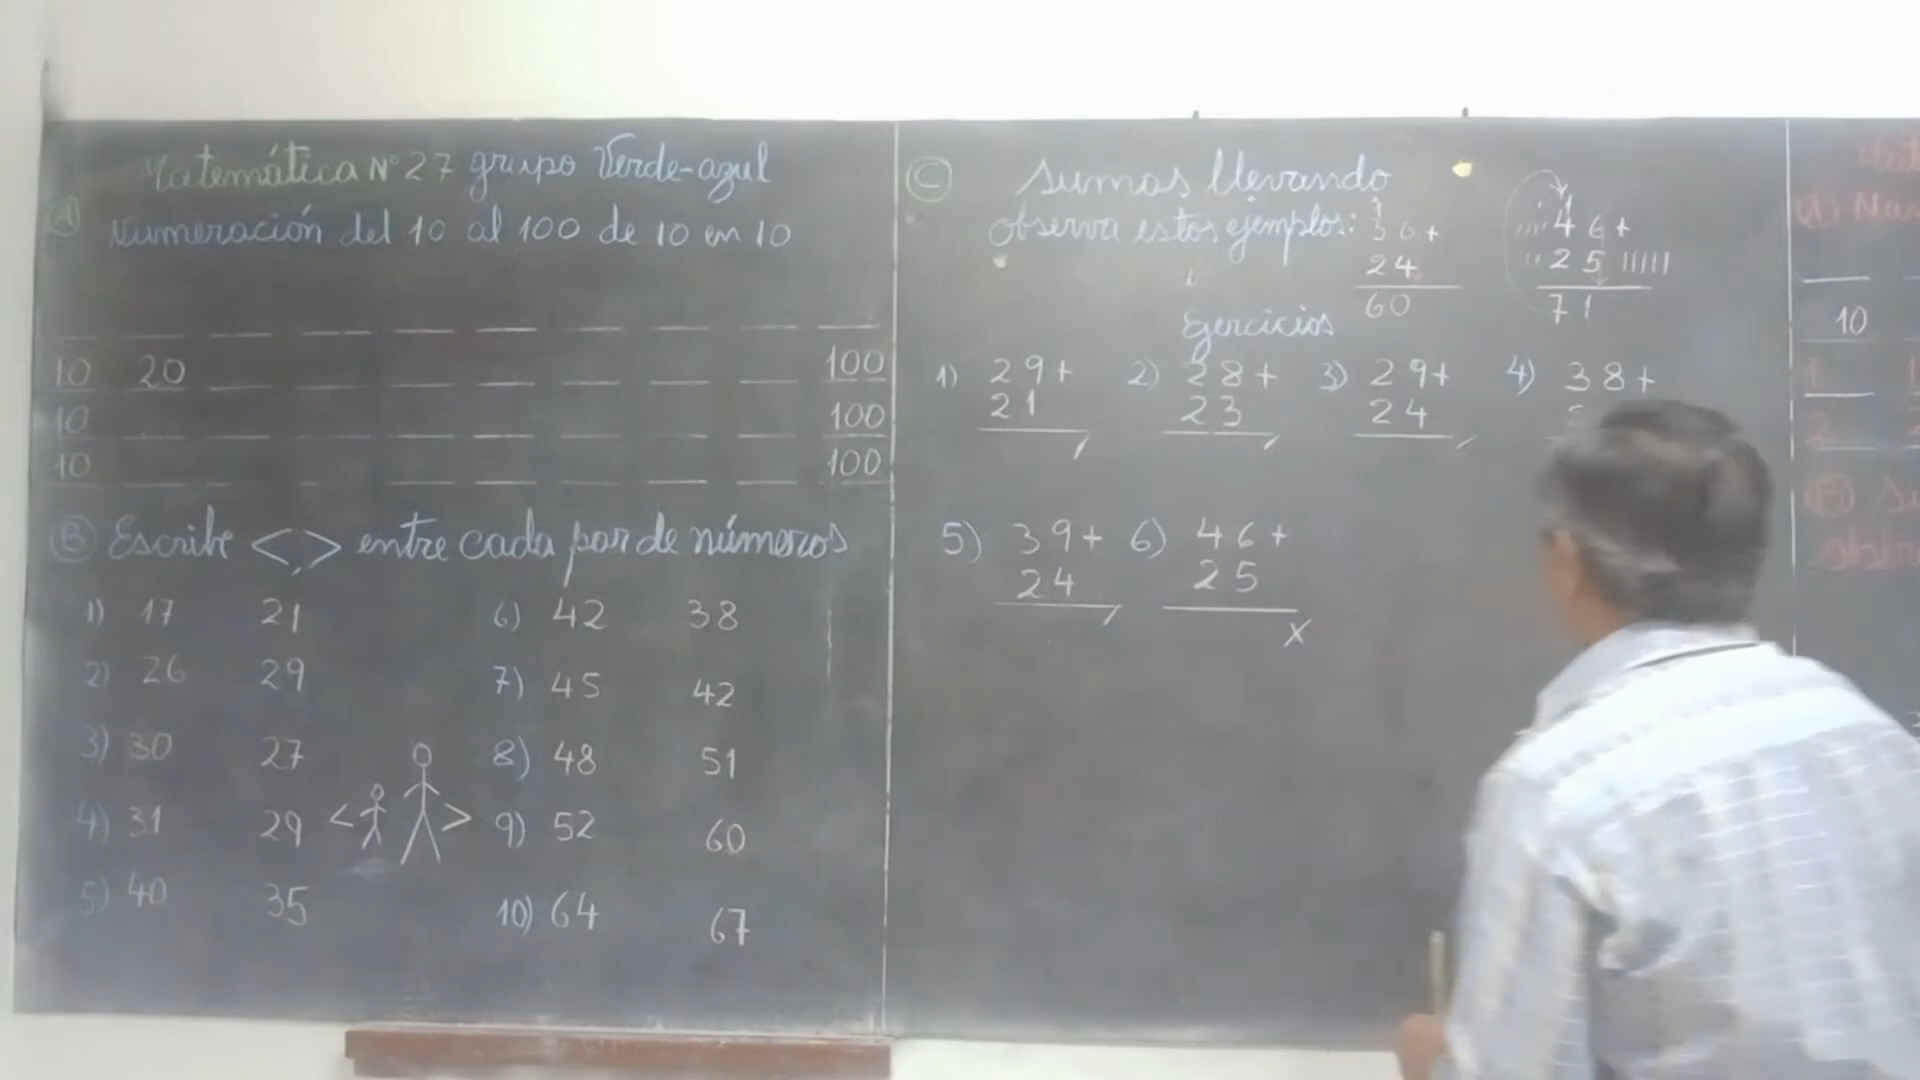 Matemática N° 27 grupo Verde-azul
A
Numeración del 10 al 100 de 10 en 10
10 20 100
10 100
10 100
B Escribe < , > entre cada par de números
1) 17 21
2) 26 29
3) 30 27
4) 31 29
5) 40 35
< >
6) 42 38
7) 45 42
8) 48 51
9) 52 60
10) 64 67
C Sumas llevando
observa estos ejemplos:
1
36+
24
60
1
46+
25
71
Ejercicios
1) 29+
21
2) 28+
23
3) 29+
24
4) 38+
5) 39+
24
6) 46+
25
x
(A)
10
1
2